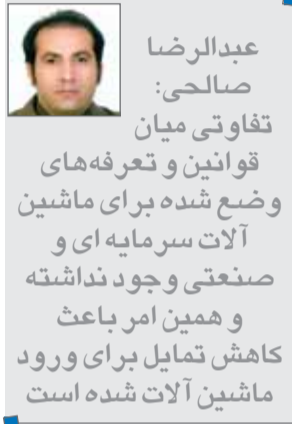 عبدالرضا
صالحی:
تفاوتی میان
قوانین و تعرفه‌های
وضع شده برای ماشین
آلات سرمایه ای و
صنعتی وجود نداشته
و همین امر باعث
کاهش تمایل برای ورود
ماشین آلات شده است